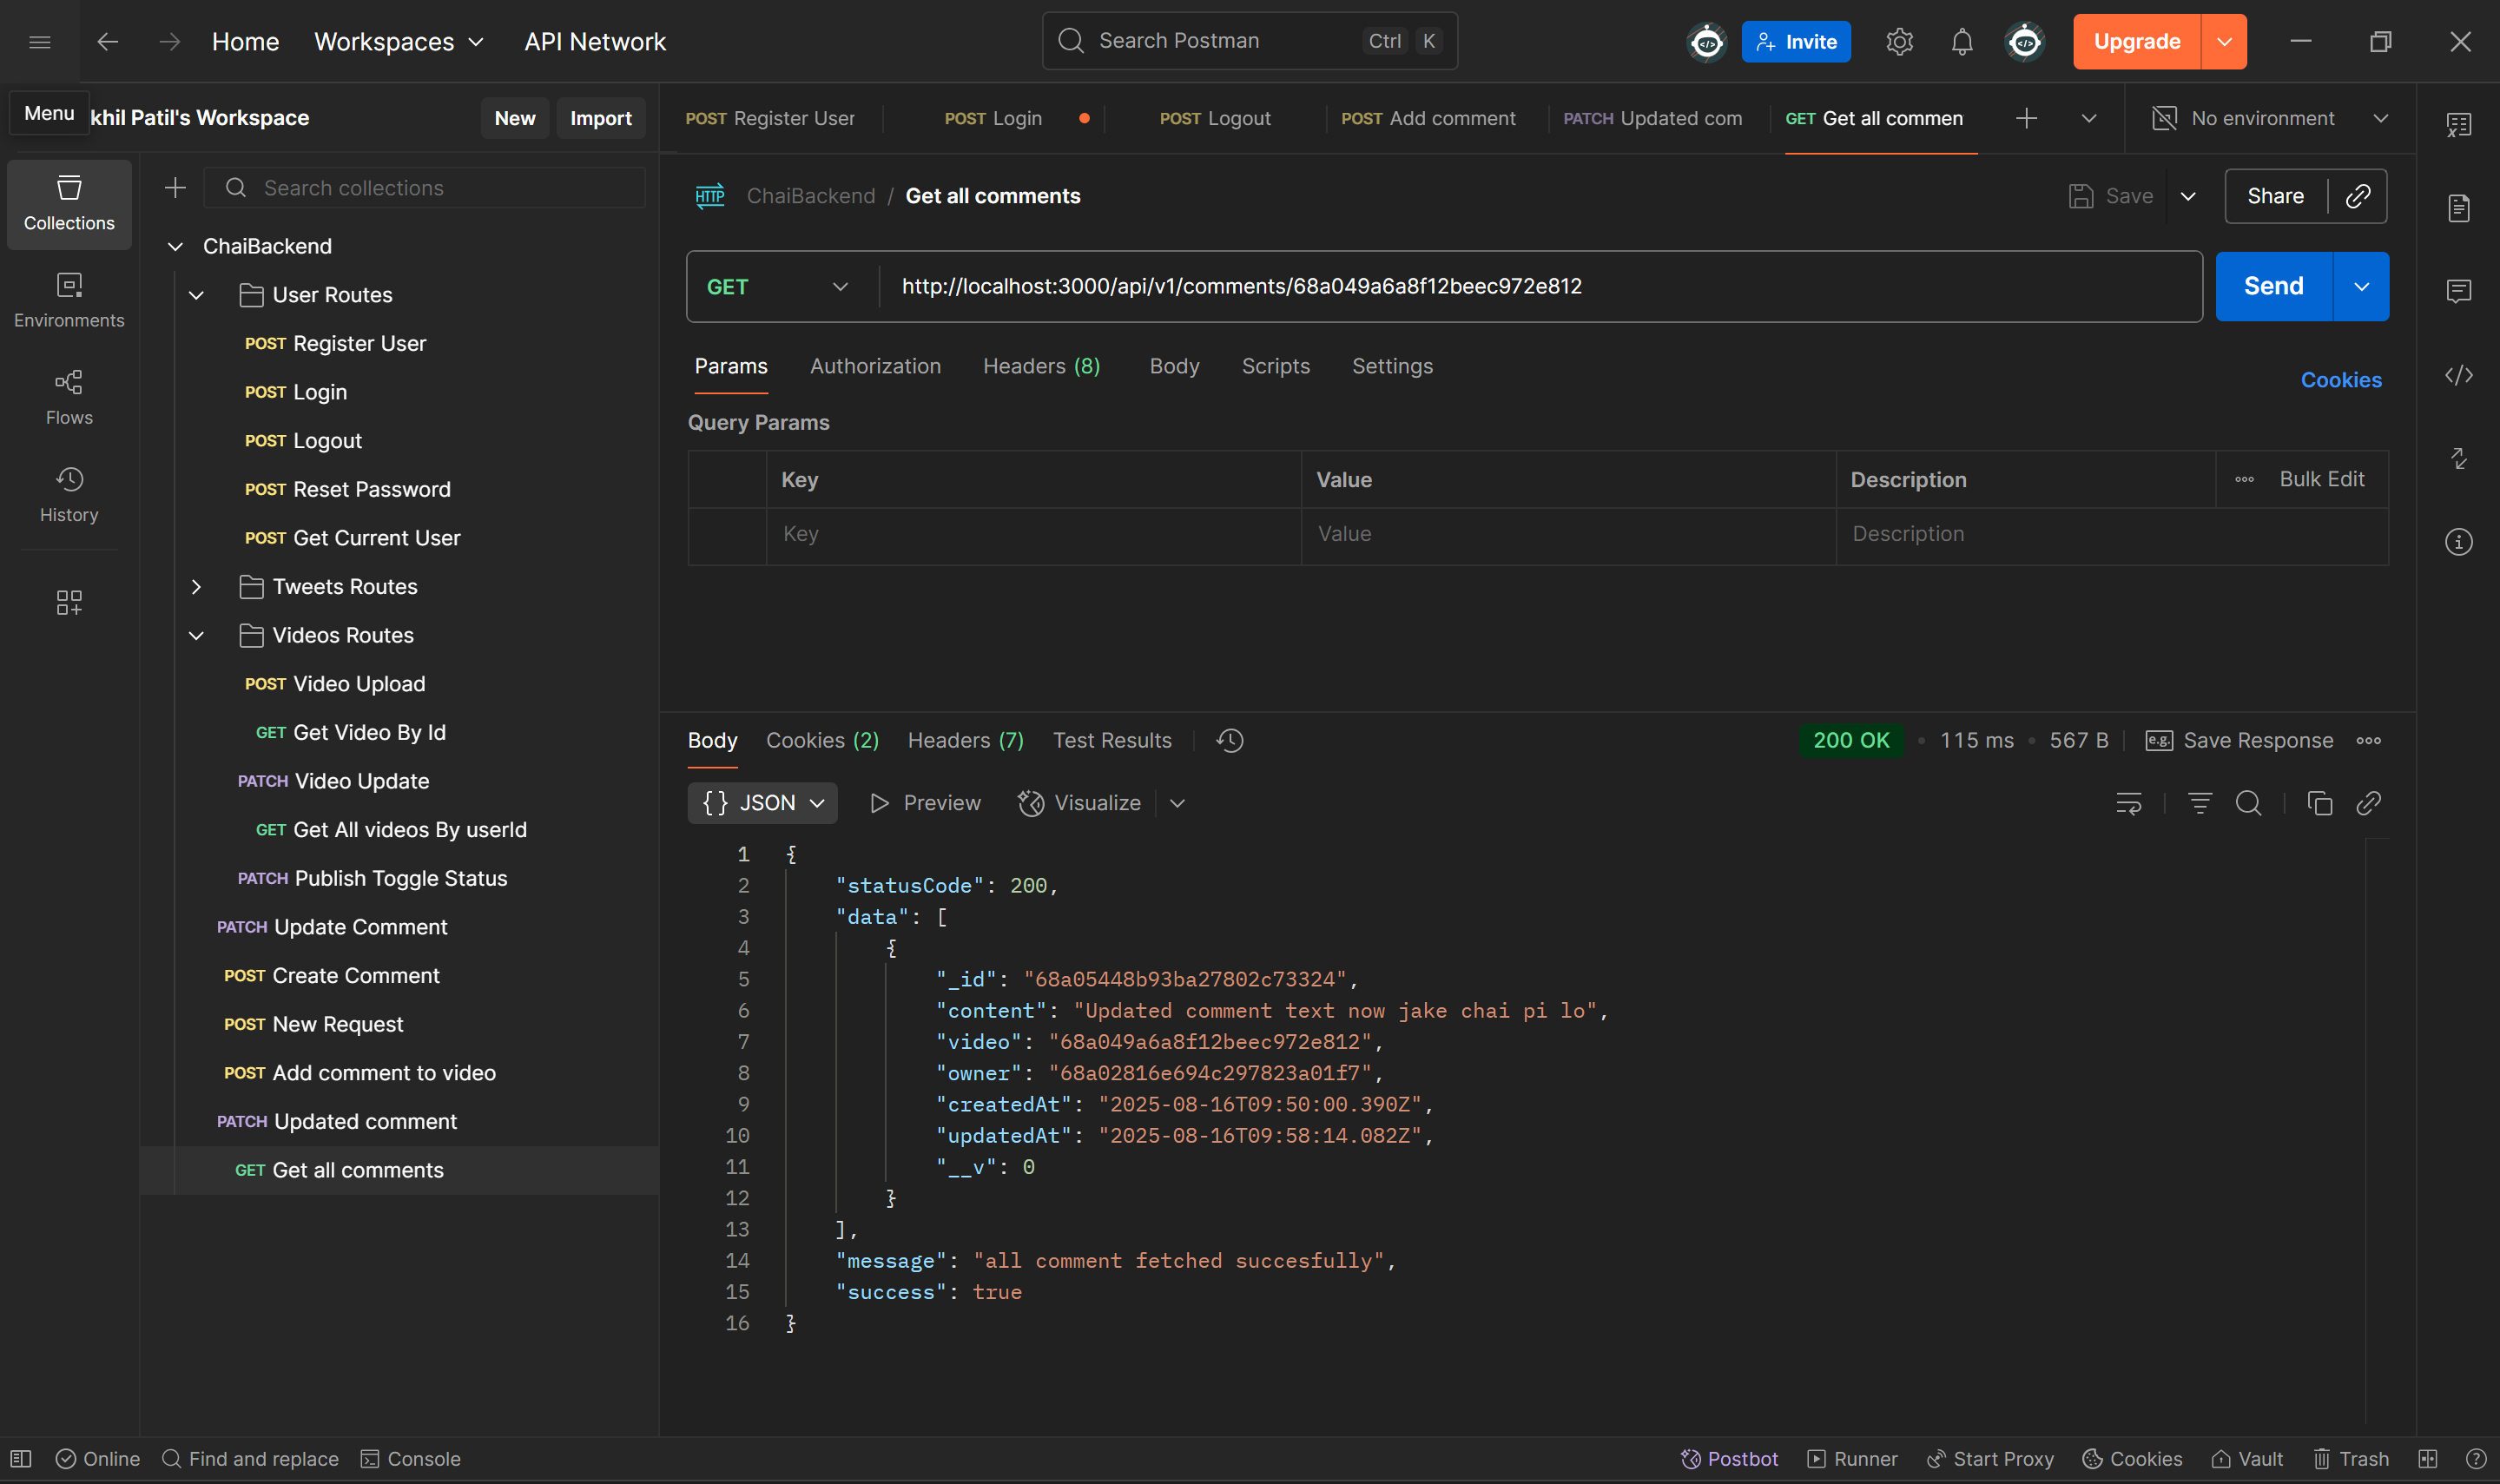 Home Workspaces API Network Search Postman Ctrl K Invite Upgrade
Menu khil Patil's Workspace New Import
POST Register User POST Login POST Logout POST Add comment PATCH Updated com GET Get all commen No environment
Collections
Environments
Flows
History
Search collections
ChaiBackend
User Routes
POST Register User
POST Login
POST Logout
POST Reset Password
POST Get Current User
Tweets Routes
Videos Routes
POST Video Upload
GET Get Video By Id
PATCH Video Update
GET Get All videos By userId
PATCH Publish Toggle Status
PATCH Update Comment
POST Create Comment
POST New Request
POST Add comment to video
PATCH Updated comment
GET Get all comments
HTTP ChaiBackend / Get all comments Save Share
GET http://localhost:3000/api/v1/comments/68a049a6a8f12beec972e812 Send
Params Authorization Headers (8) Body Scripts Settings Cookies
Query Params
Key Value Description Bulk Edit
Key Value Description
Body Cookies (2) Headers (7) Test Results 200 OK • 115 ms • 567 B e.g. Save Response
{ } JSON Preview Visualize
1 {
2 "statusCode": 200,
3 "data": [
4 {
5 "_id": "68a05448b93ba27802c73324",
6 "content": "Updated comment text now jake chai pi lo",
7 "video": "68a049a6a8f12beec972e812",
8 "owner": "68a02816e694c297823a01f7",
9 "createdAt": "2025-08-16T09:50:00.390Z",
10 "updatedAt": "2025-08-16T09:58:14.082Z",
11 "__v": 0
12 }
13 ],
14 "message": "all comment fetched succesfully",
15 "success": true
16 }
Online Find and replace Console Postbot Runner Start Proxy Cookies Vault Trash